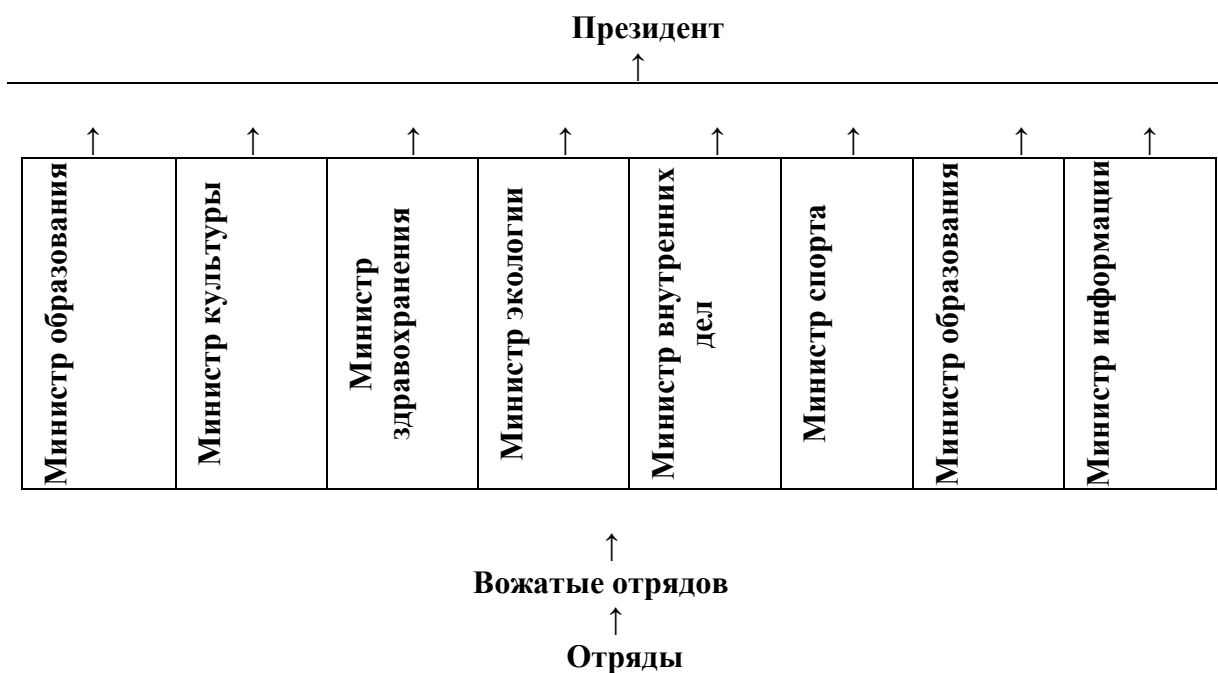 Президент
↑
↑ ↑ ↑ ↑ ↑ ↑ ↑ ↑
Министр образования
Министр культуры
Министр
здравохранения
Министр экологии
Министр внутренних
дел
Министр спорта
Министр образования
Министр информации
↑
Вожатые отрядов
↑
Отряды